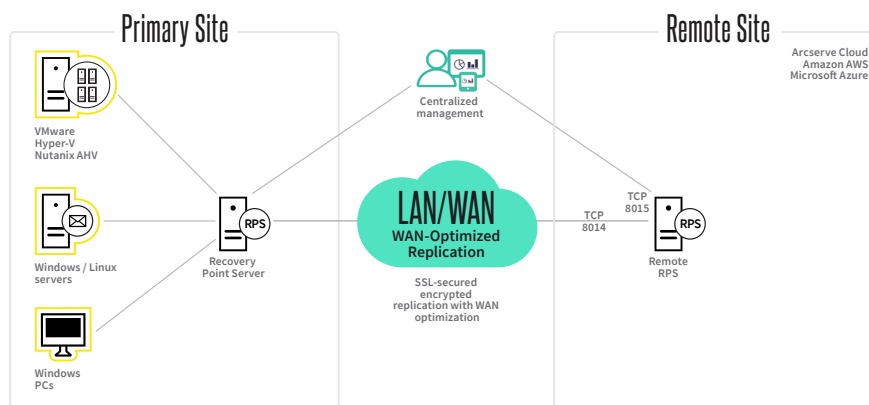 Primary Site
Remote Site
Arcserve Cloud
Amazon AWS
Microsoft Azure
VMware
Hyper-V
Nutanix AHV
Centralized
management
Windows / Linux
servers
RPS
Recovery
Point Server
LAN/WAN
WAN-Optimized
Replication
SSL-secured
encrypted
replication with WAN
optimization
TCP
8014
TCP
8015
RPS
Remote
RPS
Windows
PCs